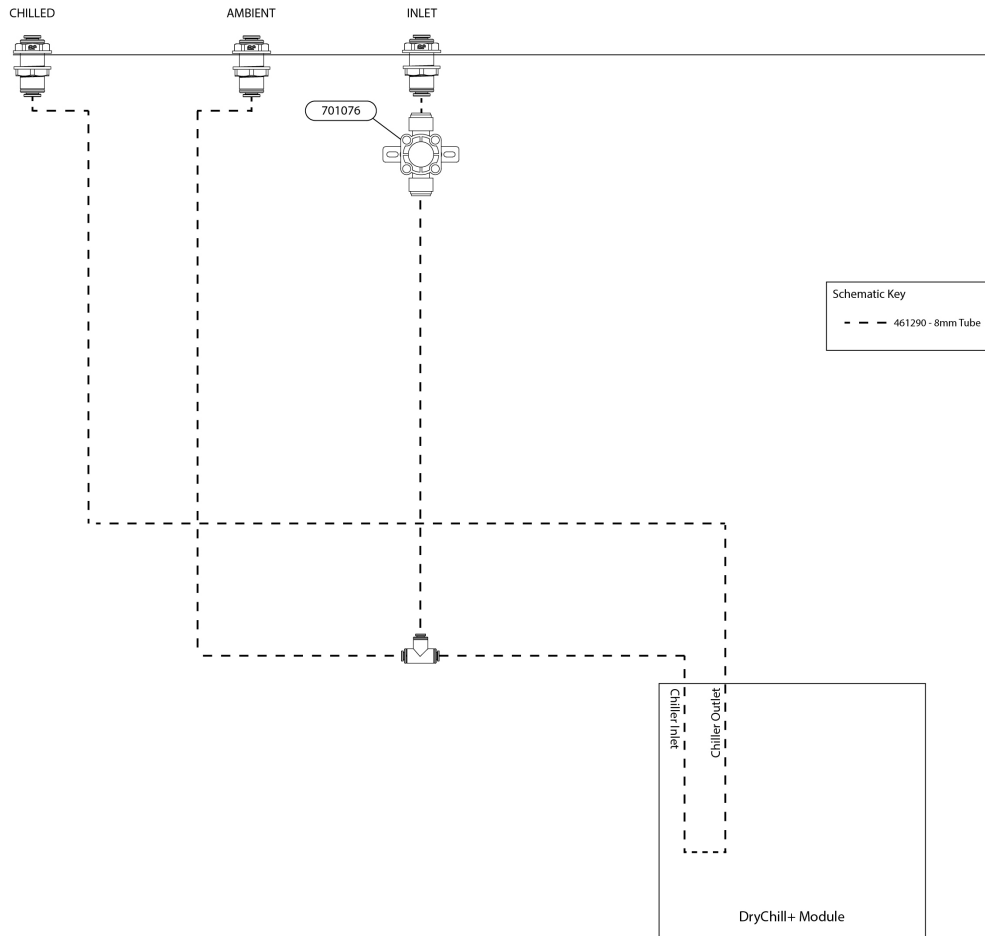 CHILLED
AMBIENT
INLET
701076
Schematic Key
461290 - 8mm Tube
Chiller Inlet
Chiller Outlet
DryChill+ Module